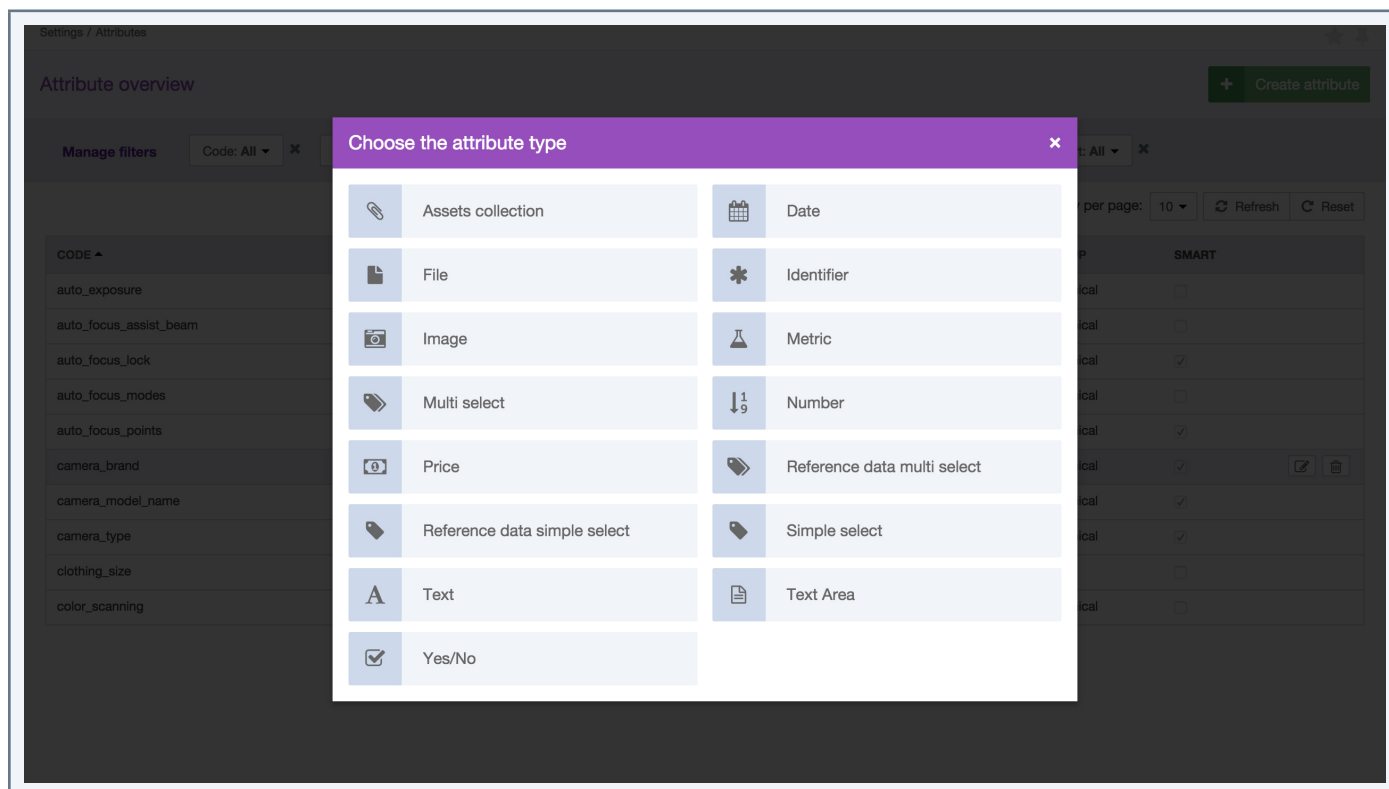 Settings / Attributes
Attribute overview
+ Create attribute
Manage filters Code: All
: All
Choose the attribute type
Assets collection Date
File Identifier
Image Metric
Multi select Number
Price Reference data multi select
Reference data simple select Simple select
Text Text Area
Yes/No
per page: 10 Refresh Reset
CODE SMART
auto_exposure ical
auto_focus_assist_beam ical
auto_focus_lock ical
auto_focus_modes ical
auto_focus_points ical
camera_brand ical
camera_model_name ical
camera_type ical
clothing_size
color_scanning ical